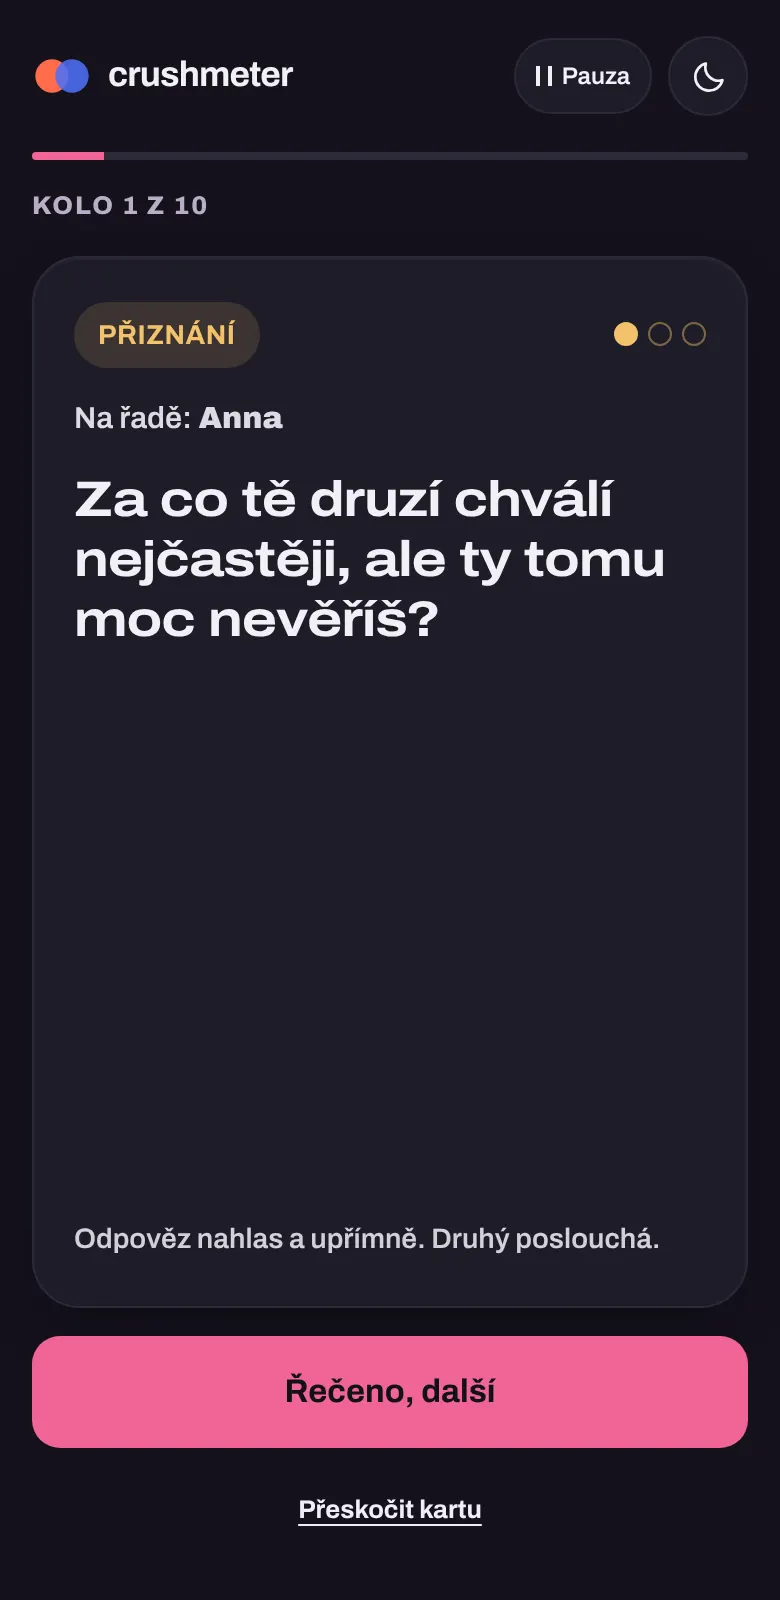 crushmeter
Pauza
KOLO 1 Z 10
PŘIZNÁNÍ
Na řadě: Anna
Za co tě druzí chválí
nejčastěji, ale ty tomu
moc nevěříš?
Odpověz nahlas a upřímně. Druhý poslouchá.
Řečeno, další
Přeskočit kartu